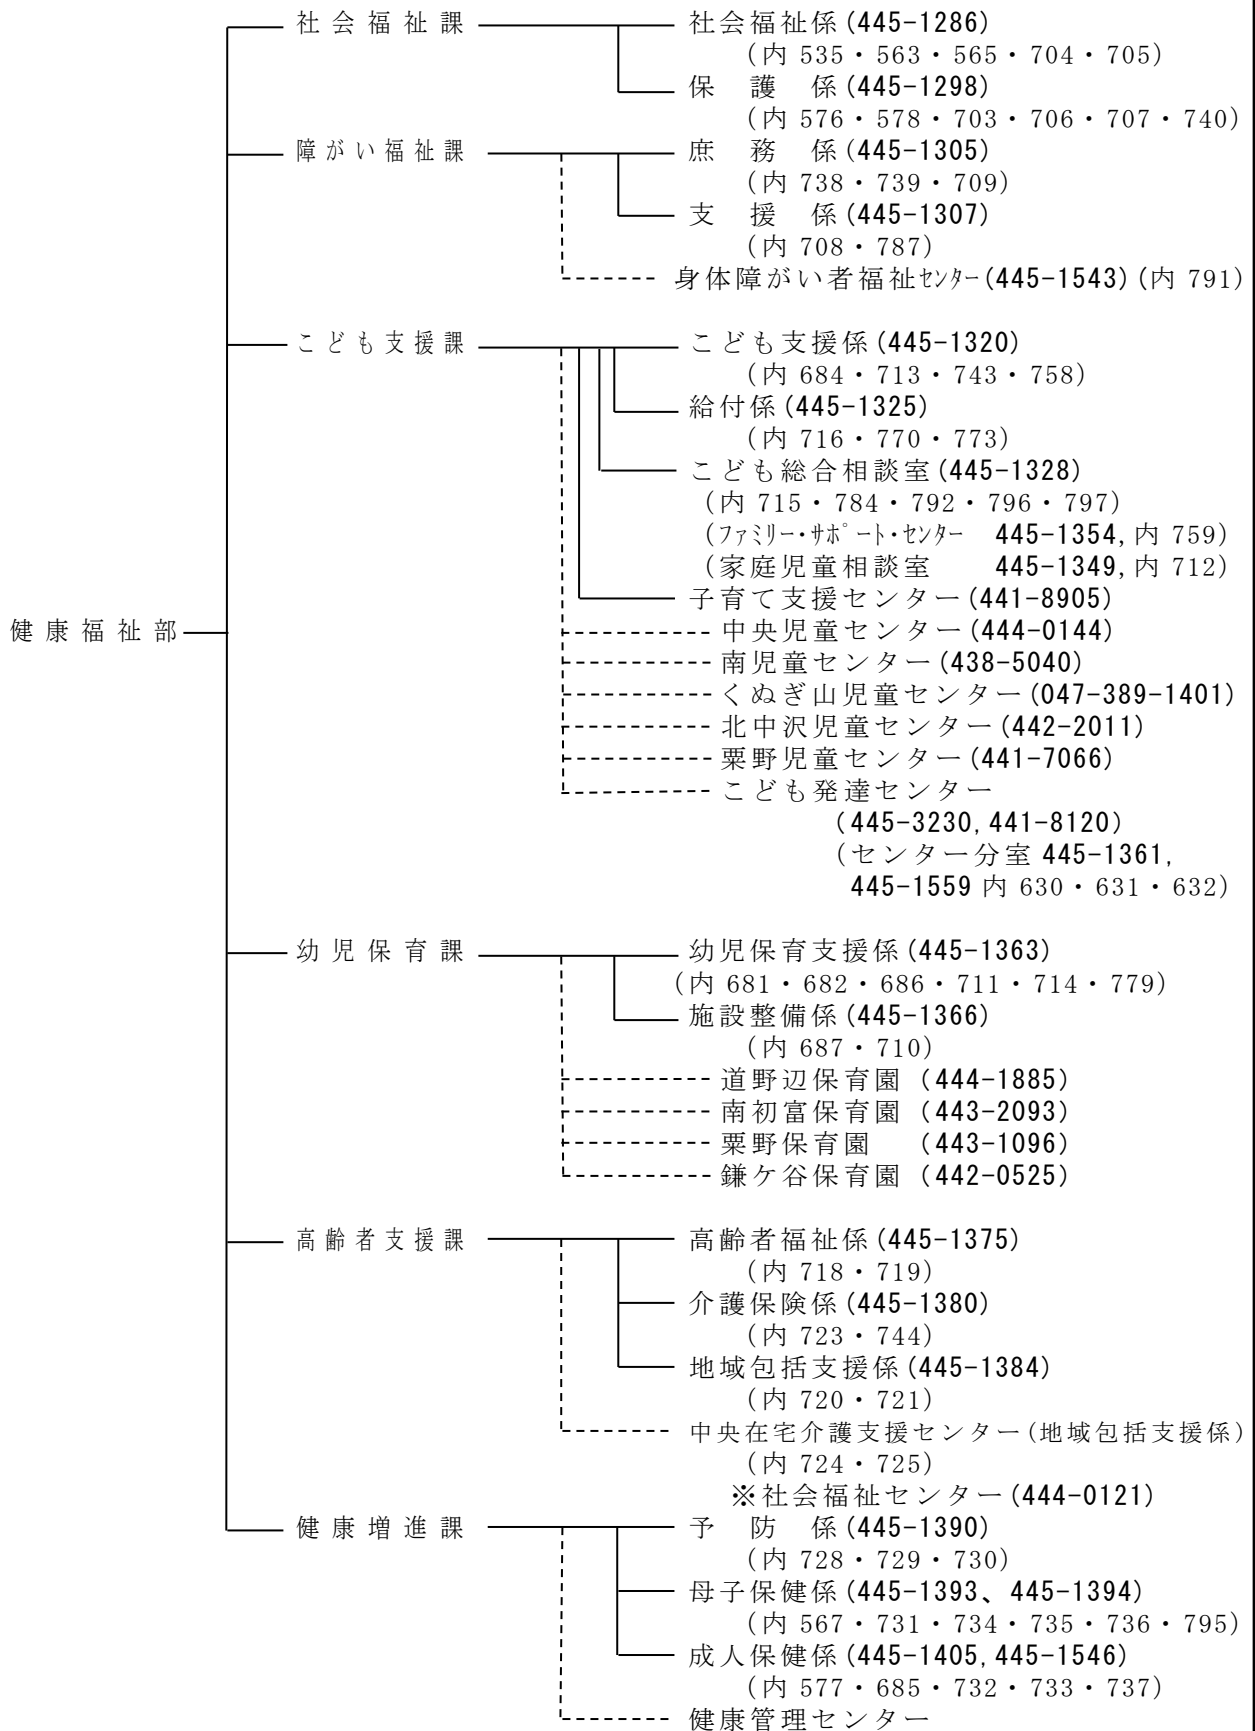 社会福祉課 社会福祉係(445-1286)
(内 535・563・565・704・705)
保護係(445-1298)
(内 576・578・703・706・707・740)
障がい福祉課 庶務係(445-1305)
(内 738・739・709)
支援係(445-1307)
(内 708・787)
身体障がい者福祉ｾﾝﾀｰ(445-1543)(内 791)
こども支援課 こども支援係(445-1320)
(内 684・713・743・758)
給付係(445-1325)
(内 716・770・773)
こども総合相談室(445-1328)
(内 715・784・792・796・797)
(ﾌｧﾐﾘｰ・ｻﾎﾟｰﾄ・ｾﾝﾀｰ 445-1354,内 759)
(家庭児童相談室 445-1349,内 712)
子育て支援センター(441-8905)
健康福祉部 中央児童センター(444-0144)
南児童センター(438-5040)
くぬぎ山児童センター(047-389-1401)
北中沢児童センター(442-2011)
粟野児童センター(441-7066)
こども発達センター
(445-3230,441-8120)
(センター分室 445-1361,
445-1559 内 630・631・632)
幼児保育課 幼児保育支援係(445-1363)
(内 681・682・686・711・714・779)
施設整備係(445-1366)
(内 687・710)
道野辺保育園 (444-1885)
南初富保育園 (443-2093)
粟野保育園 (443-1096)
鎌ケ谷保育園 (442-0525)
高齢者支援課 高齢者福祉係(445-1375)
(内 718・719)
介護保険係(445-1380)
(内 723・744)
地域包括支援係(445-1384)
(内 720・721)
中央在宅介護支援センター(地域包括支援係)
(内 724・725)
※社会福祉センター(444-0121)
健康増進課 予防係(445-1390)
(内 728・729・730)
母子保健係(445-1393、445-1394)
(内 567・731・734・735・736・795)
成人保健係(445-1405,445-1546)
(内 577・685・732・733・737)
健康管理センター